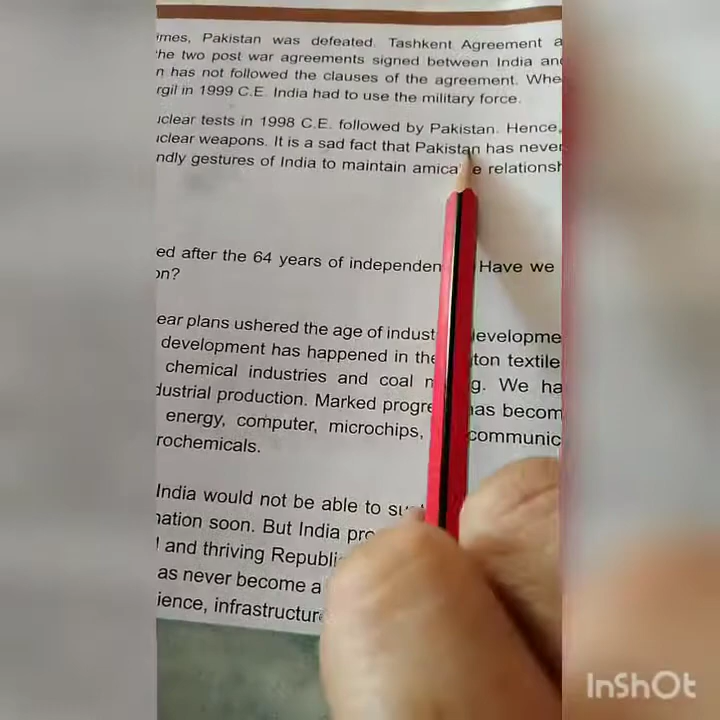 mes, Pakistan was defeated. Tashkent Agreement a
he two post war agreements signed between India an
n has not followed the clauses of the agreement. Whe
rgil in 1999 C.E. India had to use the military force.
uclear tests in 1998 C.E. followed by Pakistan. Hence,
uclear weapons. It is a sad fact that Pakistan has never
ndly gestures of India to maintain amica e relationsh
ed after the 64 years of independen Have we
on?
ear plans ushered the age of indust developme
development has happened in the ton textile
chemical industries and coal m g. We ha
dustrial production. Marked progre has becom
energy, computer, microchips, communic
rochemicals.
India would not be able to su
nation soon. But India pro
l and thriving Republi
as never become a
ience, infrastructur
InShOt